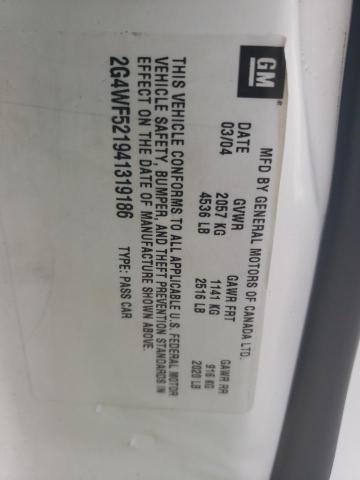 GM
MFD BY GENERAL MOTORS OF CANADA LTD.
DATE GVWR GAWR FRT GAWR RR
03/04 2057 KG 1141 KG 916 KG
4536 LB 2516 LB 2020 LB
THIS VEHICLE CONFORMS TO ALL APPLICABLE U.S. FEDERAL MOTOR
VEHICLE SAFETY, BUMPER, AND THEFT PREVENTION STANDARDS IN
EFFECT ON THE DATE OF MANUFACTURE SHOWN ABOVE.
2G4WF521941319186 TYPE: PASS CAR